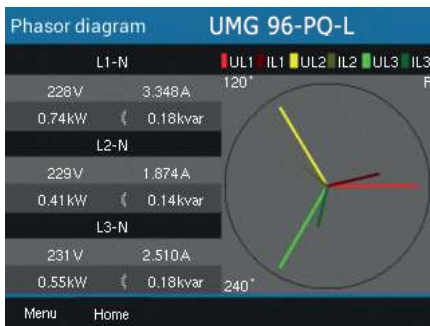 Phasor diagram UMG 96-PQ-L
L1-N
UL1 IL1 UL2 IL2 UL3 IL3
228V 3.348A
120°
0.74kW 0.18kvar
L2-N
229V 1.874A
0.41kW 0.14kvar
L3-N
231V 2.510A
0.55kW 0.18kvar
240°
Menu Home